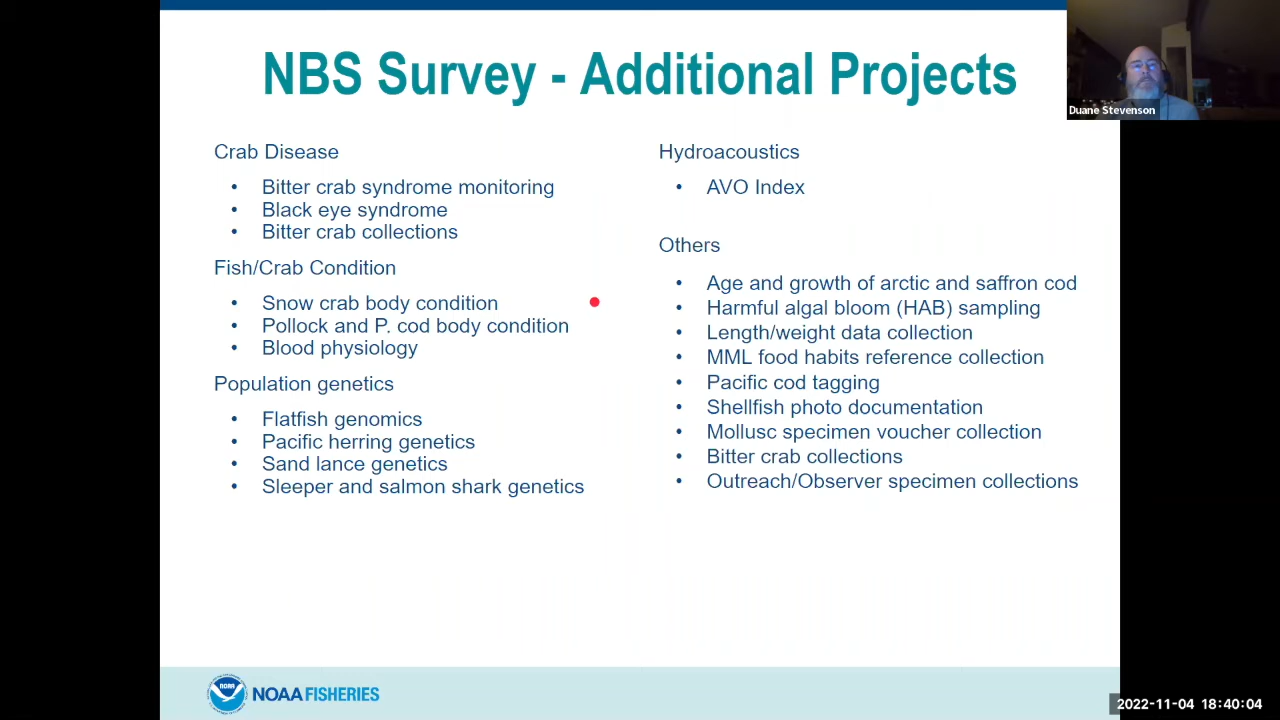 NBS Survey - Additional Projects
Duane Stevenson
Crab Disease
• Bitter crab syndrome monitoring
• Black eye syndrome
• Bitter crab collections
Fish/Crab Condition
• Snow crab body condition
• Pollock and P. cod body condition
• Blood physiology
Population genetics
• Flatfish genomics
• Pacific herring genetics
• Sand lance genetics
• Sleeper and salmon shark genetics
Hydroacoustics
• AVO Index
Others
• Age and growth of arctic and saffron cod
• Harmful algal bloom (HAB) sampling
• Length/weight data collection
• MML food habits reference collection
• Pacific cod tagging
• Shellfish photo documentation
• Mollusc specimen voucher collection
• Bitter crab collections
• Outreach/Observer specimen collections
NOAA
NOAA FISHERIES
2022-11-04 18:40:04